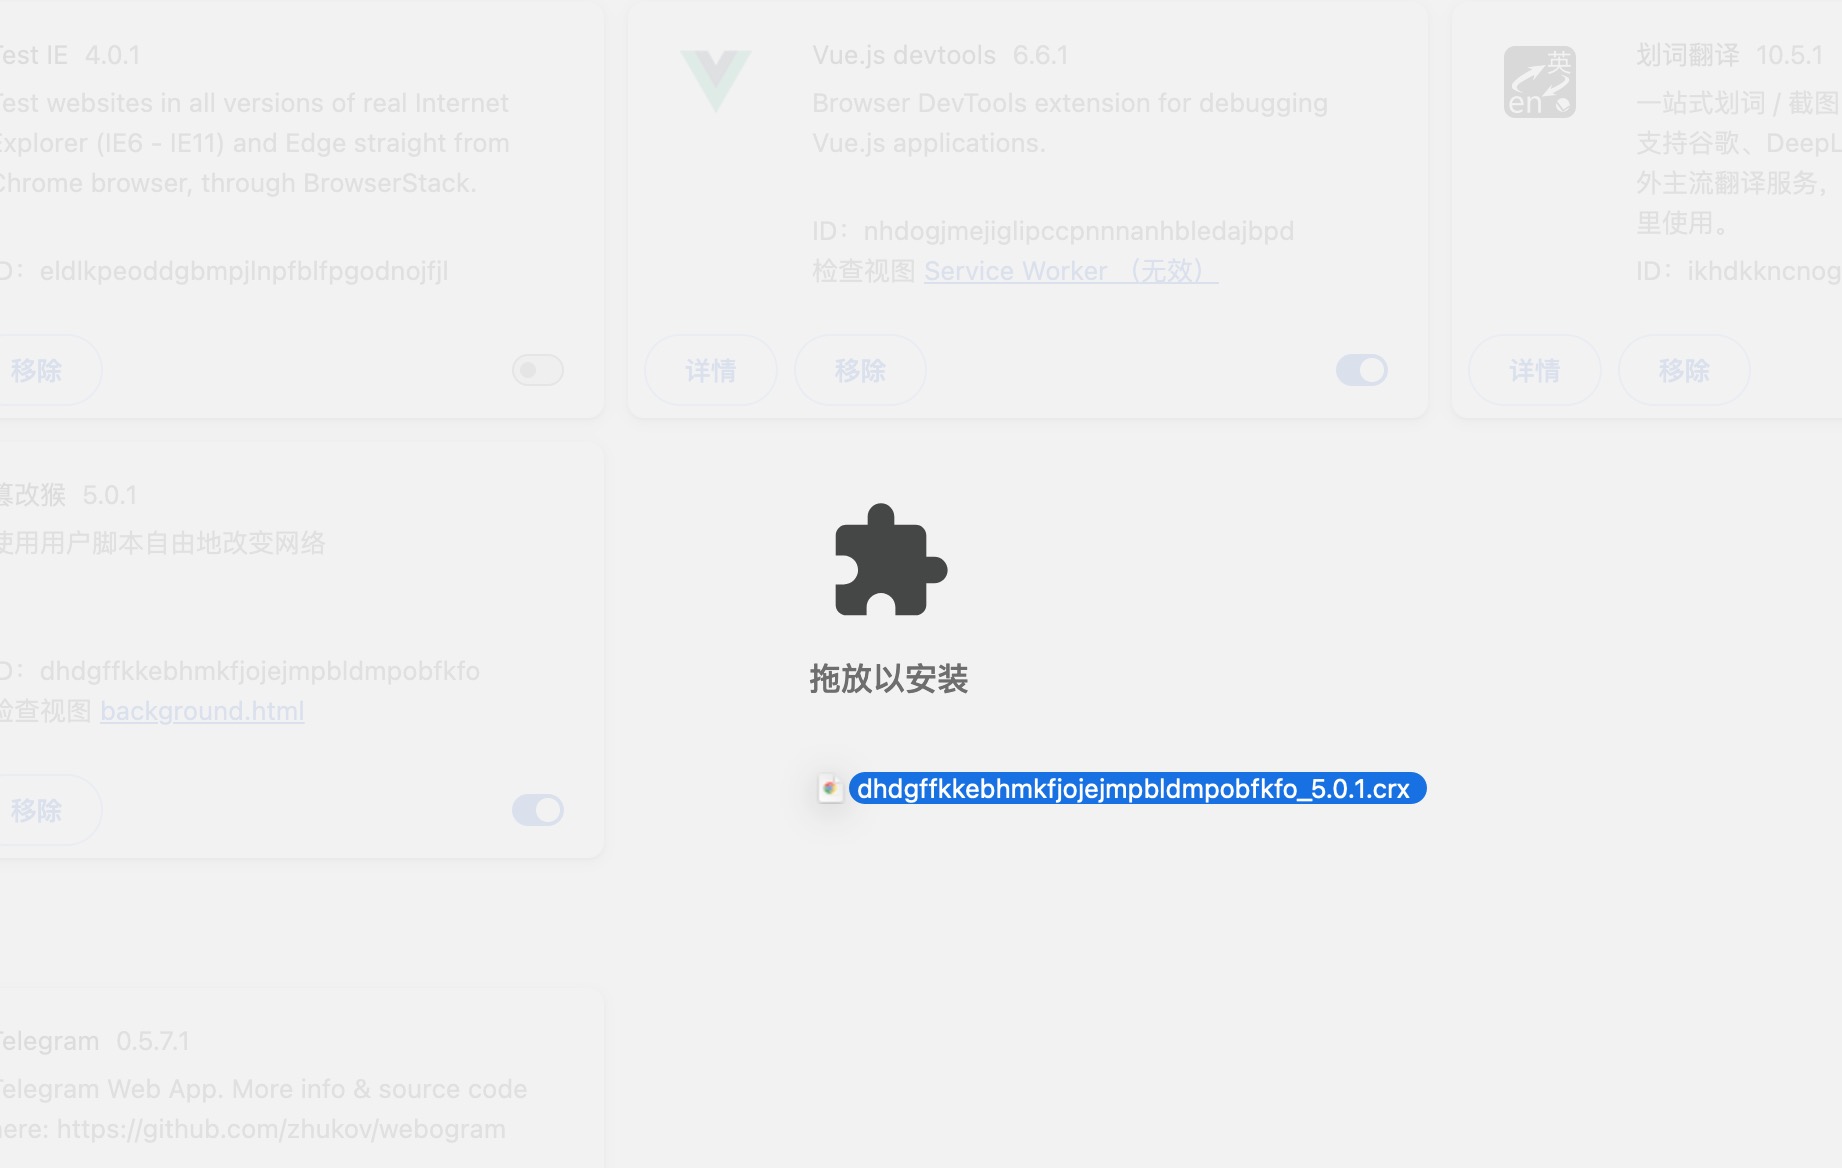 est IE 4.0.1
est websites in all versions of real Internet
Explorer (IE6 - IE11) and Edge straight from
Chrome browser, through BrowserStack.
ID：eldlkpeoddgbmpjlnpfblfpgodnojfjl
移除
Vue.js devtools 6.6.1
Browser DevTools extension for debugging
Vue.js applications.
ID：nhdogjmejiglipccpnnnanhbledajbpd
检查视图 Service Worker （无效）
详情
移除
英
en
划词翻译 10.5.1
一站式划词 / 截图
支持谷歌、DeepL
外主流翻译服务，
里使用。
ID：ikhdkkncnog
详情
移除
篡改猴 5.0.1
使用用户脚本自由地改变网络
ID：dhdgffkkebhmkfjojejmpbldmpobfkfo
检查视图 background.html
移除
拖放以安装
dhdgffkkebhmkfjojejmpbldmpobfkfo_5.0.1.crx
Telegram 0.5.7.1
Telegram Web App. More info & source code
here: https://github.com/zhukov/webogram